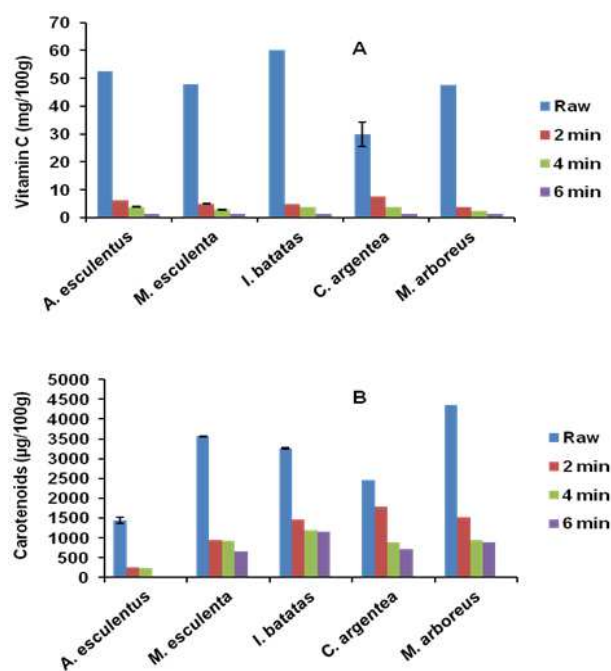 A
Vitamin C (mg/100g)
70
60
50
40
30
20
10
0
A. esculentus
M. esculenta
I. batatas
C. argentea
M. arboreus
Raw
2 min
4 min
6 min
B
Carotenoids (µg/100g)
5000
4500
4000
3500
3000
2500
2000
1500
1000
500
0
A. esculentus
M. esculenta
I. batatas
C. argentea
M. arboreus
Raw
2 min
4 min
6 min